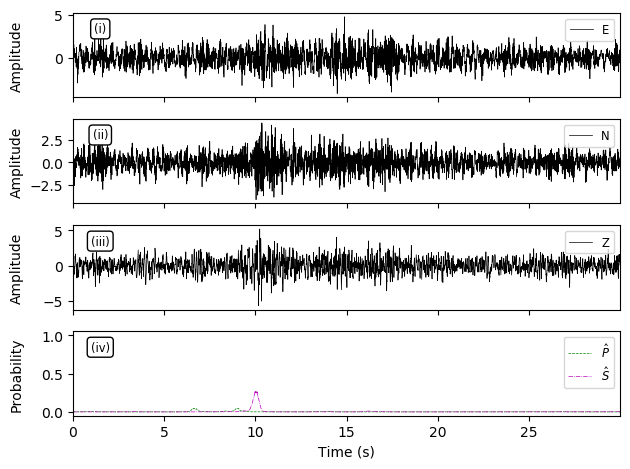 Amplitude
5
0
(i)
E
Amplitude
2.5
0.0
−2.5
(ii)
N
Amplitude
5
0
−5
(iii)
Z
Probability
1.0
0.5
0.0
(iv)
P̂
Ŝ
0 5 10 15 20 25
Time (s)